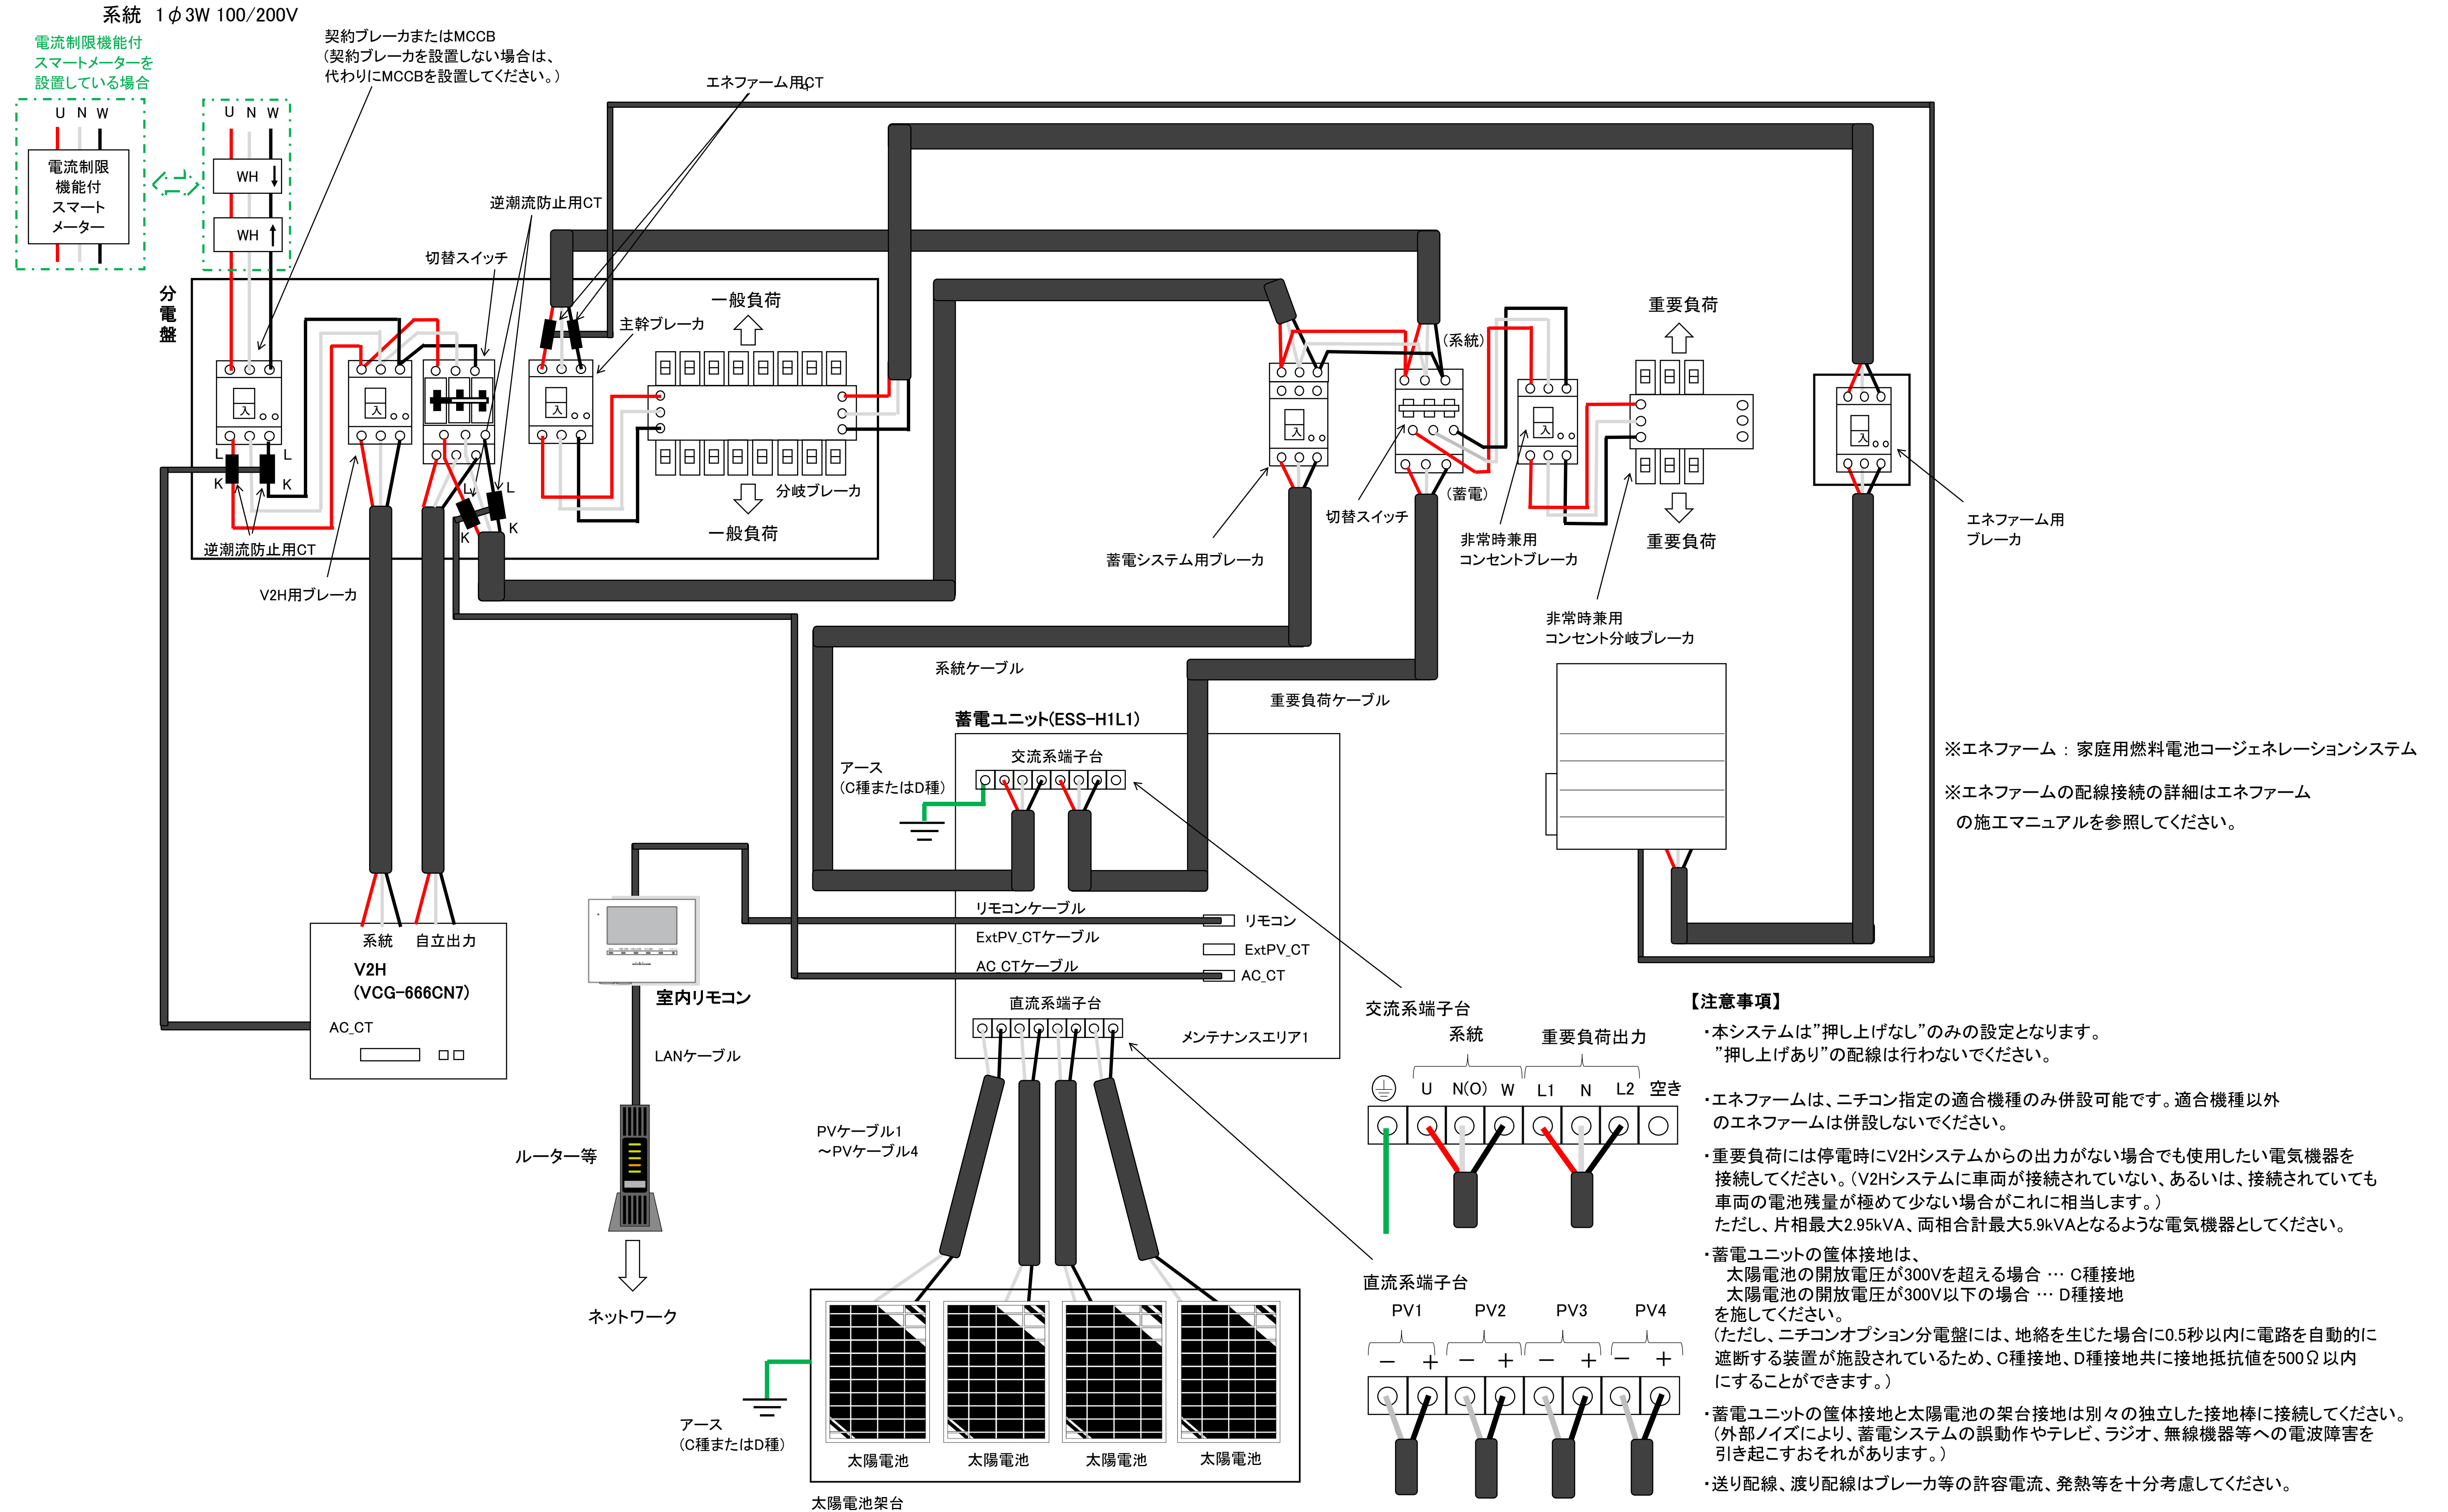 系統 1φ3W 100/200V
電流制限機能付
スマートメーターを
設置している場合
U N W
電流制限
機能付
スマート
メーター
U N W
WH
WH
契約ブレーカまたはMCCB
(契約ブレーカを設置しない場合は、
代わりにMCCBを設置してください。)
エネファーム用CT
逆潮流防止用CT
切替スイッチ
分電盤
主幹ブレーカ
一般負荷
分岐ブレーカ
一般負荷
入
入
入
L
L
K
K
L
L
K
K
逆潮流防止用CT
V2H用ブレーカ
(系統)
(蓄電)
入
入
入
重要負荷
重要負荷
切替スイッチ
蓄電システム用ブレーカ
非常時兼用
コンセントブレーカ
非常時兼用
コンセント分岐ブレーカ
エネファーム用
ブレーカ
系統ケーブル
重要負荷ケーブル
蓄電ユニット(ESS-H1L1)
交流系端子台
アース
(C種またはD種)
リモコンケーブル
リモコン
ExtPV_CTケーブル
ExtPV_CT
AC_CTケーブル
AC_CT
直流系端子台
メンテナンスエリア1
系統 自立出力
V2H
(VCG-666CN7)
AC_CT
室内リモコン
LANケーブル
ルーター等
ネットワーク
PVケーブル1
～PVケーブル4
アース
(C種またはD種)
太陽電池
太陽電池
太陽電池
太陽電池
太陽電池架台
※エネファーム : 家庭用燃料電池コージェネレーションシステム
※エネファームの配線接続の詳細はエネファーム
の施工マニュアルを参照してください。
交流系端子台
系統 重要負荷出力
U N(O) W L1 N L2 空き
直流系端子台
PV1 PV2 PV3 PV4
－ ＋ － ＋ － ＋ － ＋
【注意事項】
・本システムは”押し上げなし”のみの設定となります。
”押し上げあり”の配線は行わないでください。
・エネファームは、ニチコン指定の適合機種のみ併設可能です。適合機種以外
のエネファームは併設しないでください。
・重要負荷には停電時にV2Hシステムからの出力がない場合でも使用したい電気機器を
接続してください。(V2Hシステムに車両が接続されていない、あるいは、接続されていても
車両の電池残量が極めて少ない場合がこれに相当します。)
ただし、片相最大2.95kVA、両相合計最大5.9kVAとなるような電気機器としてください。
・蓄電ユニットの筐体接地は、
太陽電池の開放電圧が300Vを超える場合 … C種接地
太陽電池の開放電圧が300V以下の場合 … D種接地
を施してください。
(ただし、ニチコンオプション分電盤には、地絡を生じた場合に0.5秒以内に電路を自動的に
遮断する装置が施設されているため、C種接地、D種接地共に接地抵抗値を500Ω以内
にすることができます。)
・蓄電ユニットの筐体接地と太陽電池の架台接地は別々の独立した接地棒に接続してください。
(外部ノイズにより、蓄電システムの誤動作やテレビ、ラジオ、無線機器等への電波障害を
引き起こすおそれがあります。)
・送り配線、渡り配線はブレーカ等の許容電流、発熱等を十分考慮してください。